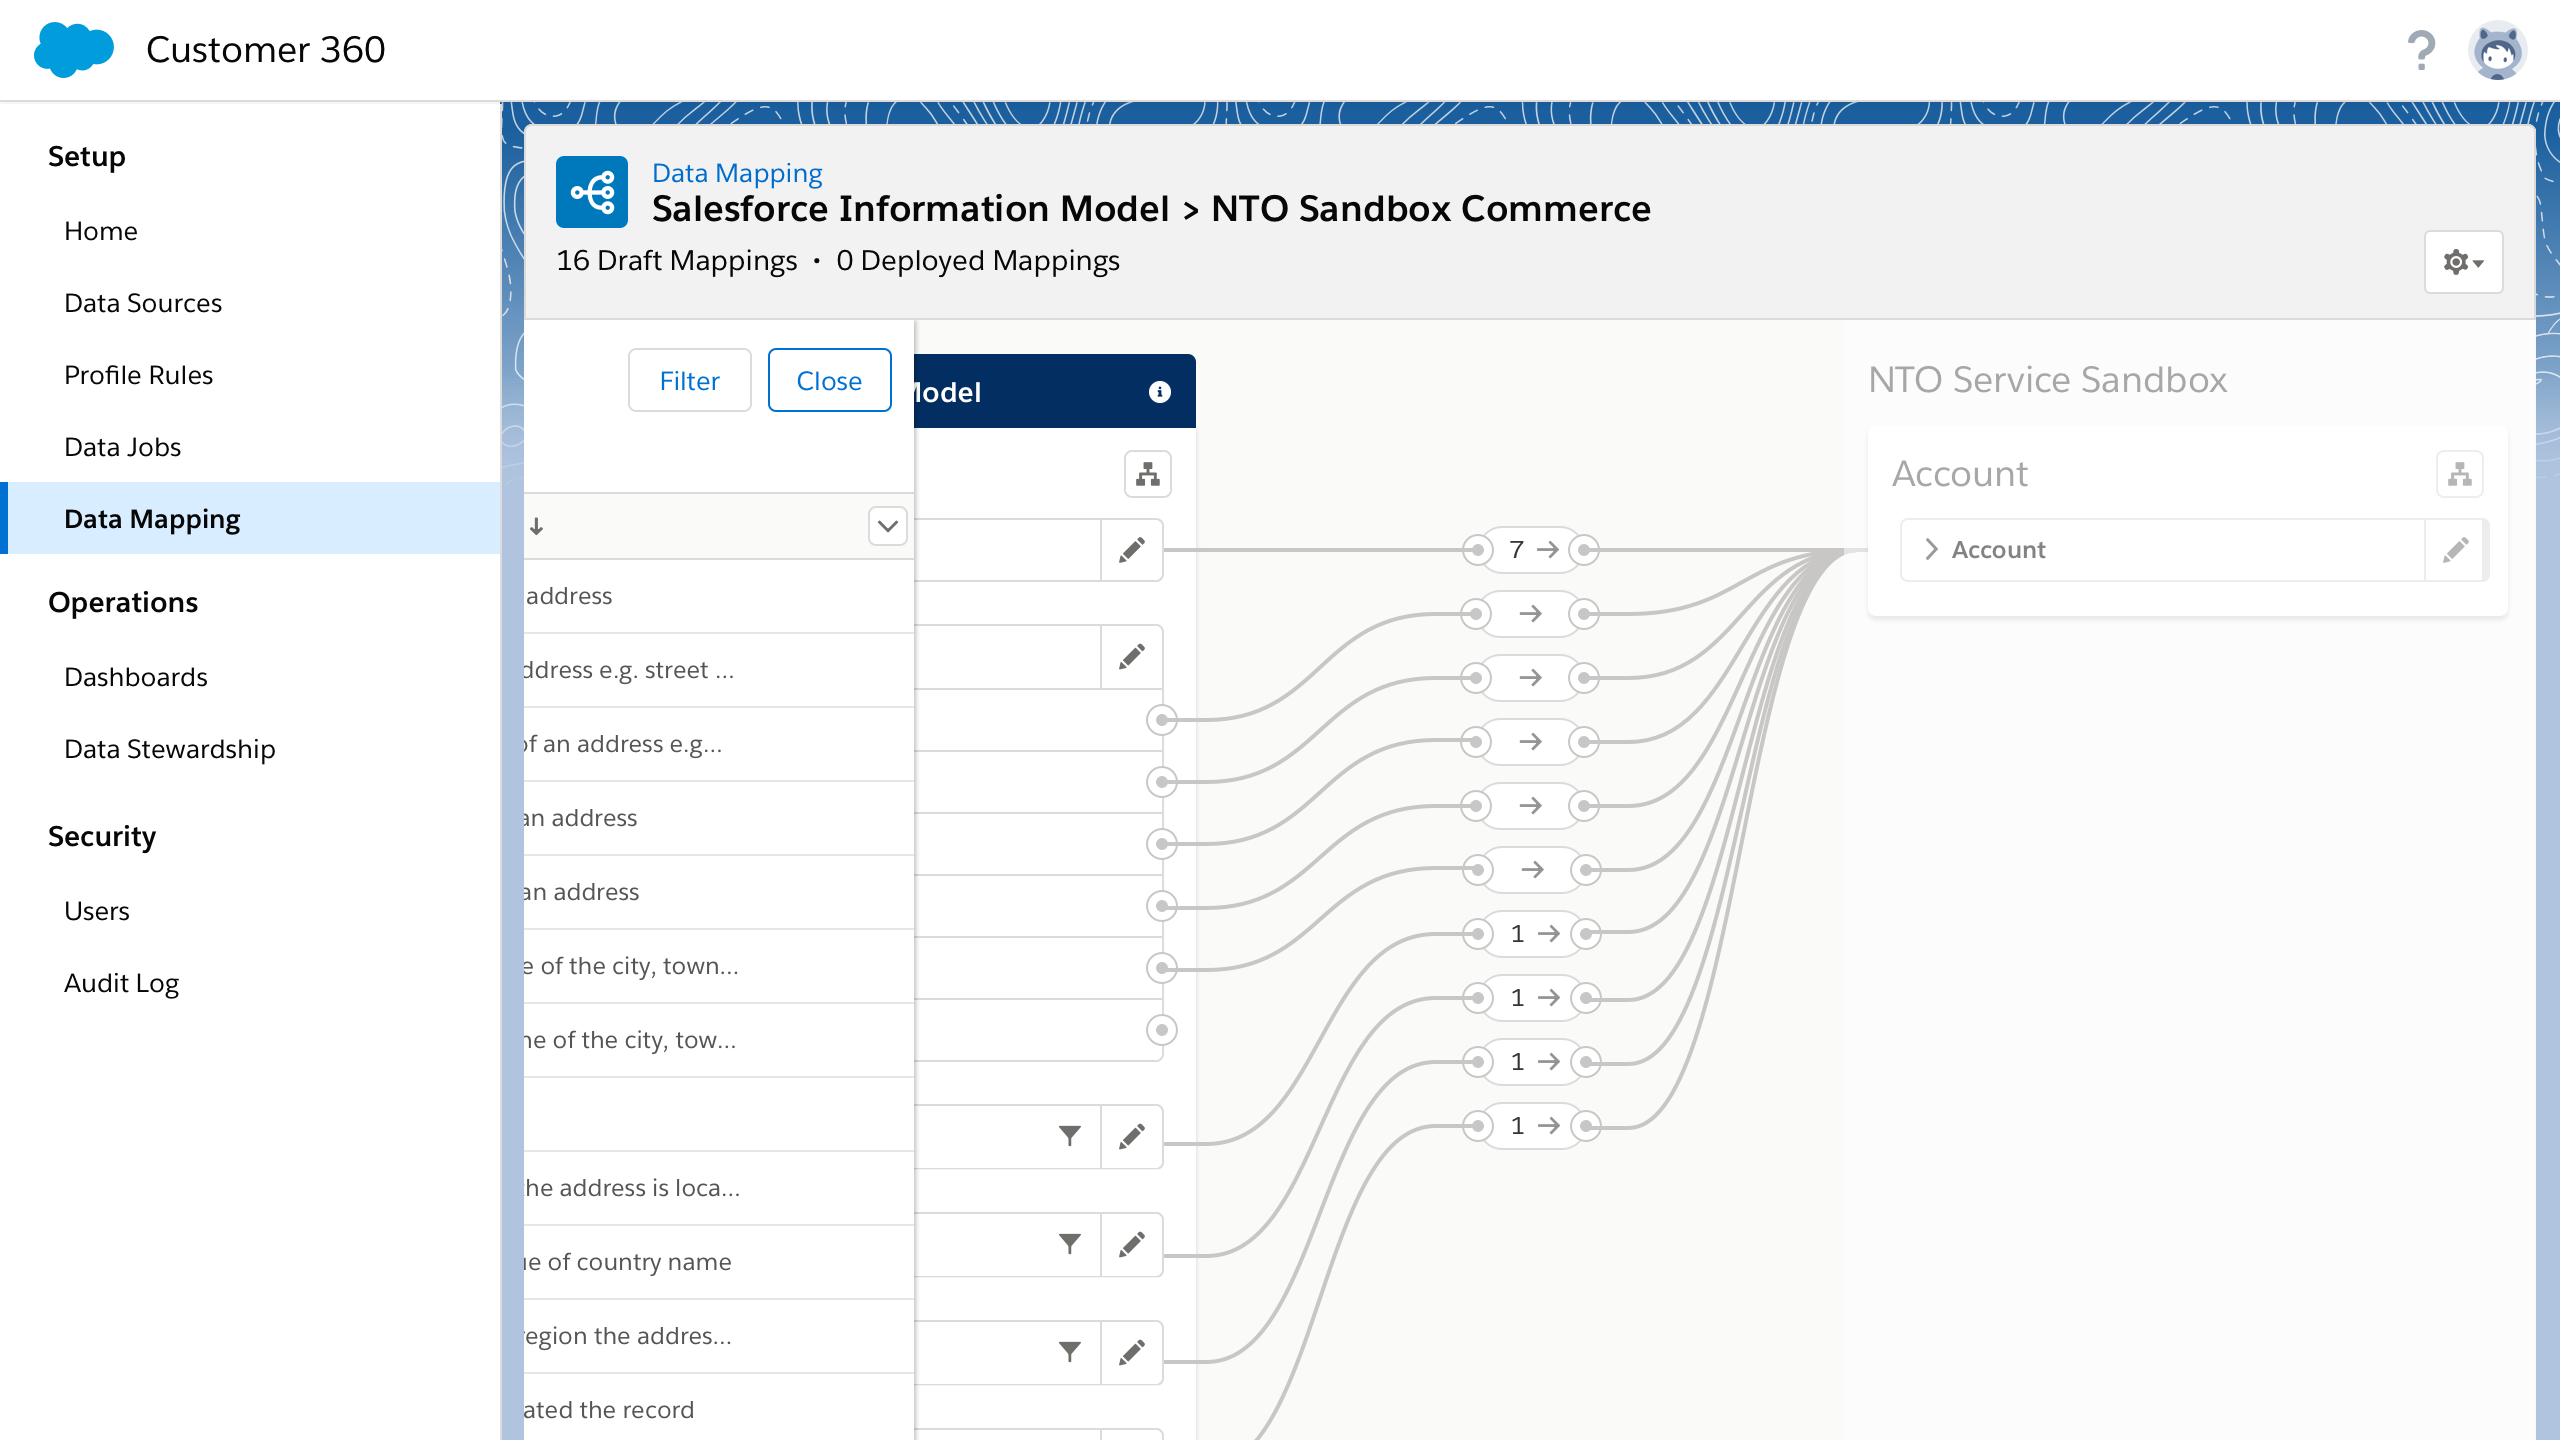 Customer 360
?
Setup
Home
Data Sources
Profile Rules
Data Jobs
Data Mapping
Operations
Dashboards
Data Stewardship
Security
Users
Audit Log
Data Mapping
Salesforce Information Model > NTO Sandbox Commerce
16 Draft Mappings • 0 Deployed Mappings
Filter
Close
address
ddress e.g. street ...
of an address e.g...
an address
an address
e of the city, town...
ne of the city, tow...
the address is loca...
ue of country name
region the addres...
ated the record
Model
7
1
1
1
1
NTO Service Sandbox
Account
Account